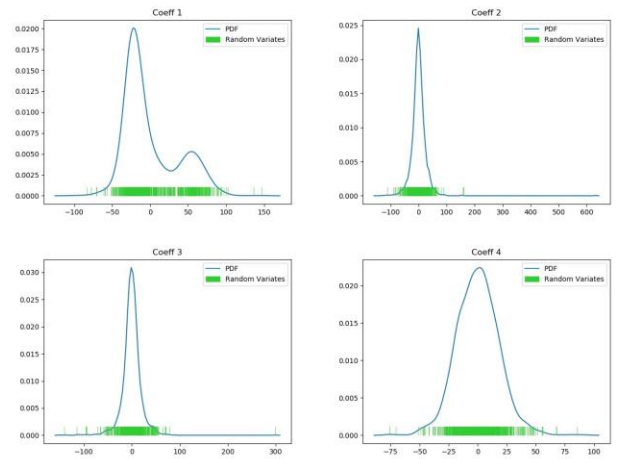 Coeff 1
PDF
Random Variates
0.0200
0.0175
0.0150
0.0125
0.0100
0.0075
0.0050
0.0025
0.0000
−100 −50 0 50 100 150
Coeff 2
PDF
Random Variates
0.025
0.020
0.015
0.010
0.005
0.000
−100 0 100 200 300 400 500 600
Coeff 3
PDF
Random Variates
0.030
0.025
0.020
0.015
0.010
0.005
0.000
−100 0 100 200 300
Coeff 4
PDF
Random Variates
0.020
0.015
0.010
0.005
0.000
−75 −50 −25 0 25 50 75 100